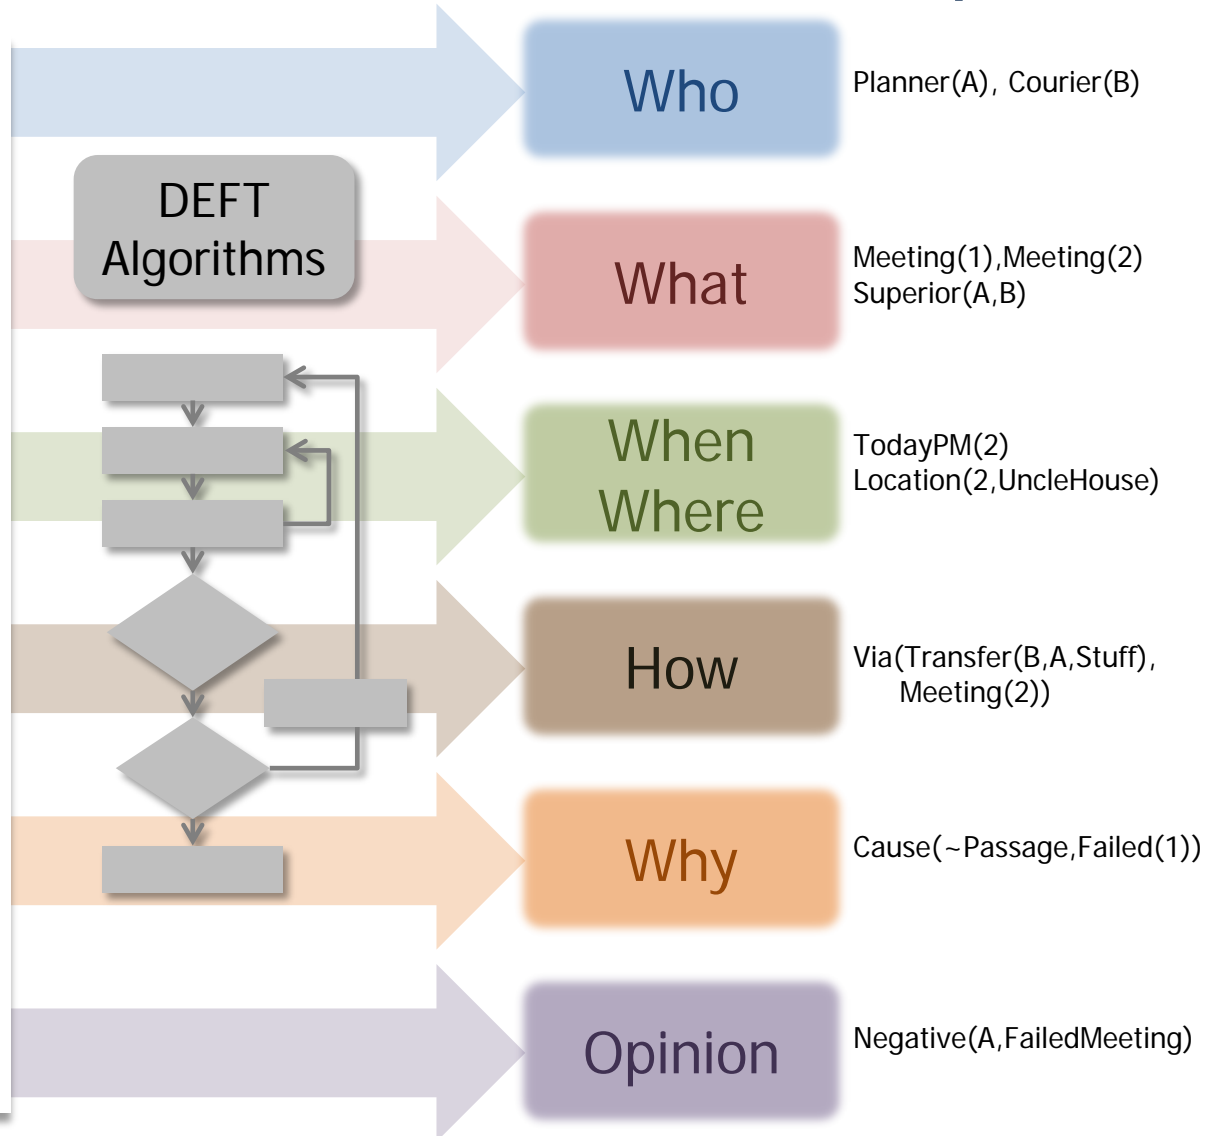 Who
Planner(A), Courier(B)
DEFT
Algorithms
What
Meeting(1),Meeting(2)
Superior(A,B)
When
Where
TodayPM(2)
Location(2,UncleHouse)
How
Via(Transfer(B,A,Stuff),
Meeting(2))
Why
Cause(~Passage,Failed(1))
Opinion
Negative(A,FailedMeeting)